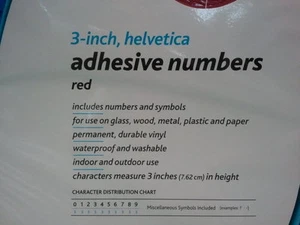 3-inch, helvetica
adhesive numbers
red
includes numbers and symbols
for use on glass, wood, metal, plastic and paper
permanent, durable vinyl
waterproof and washable
indoor and outdoor use
characters measure 3 inches (7.62 cm) in height
CHARACTER DISTRIBUTION CHART
0 1 2 3 4 5 6 7 8 9
Miscellaneous Symbols included